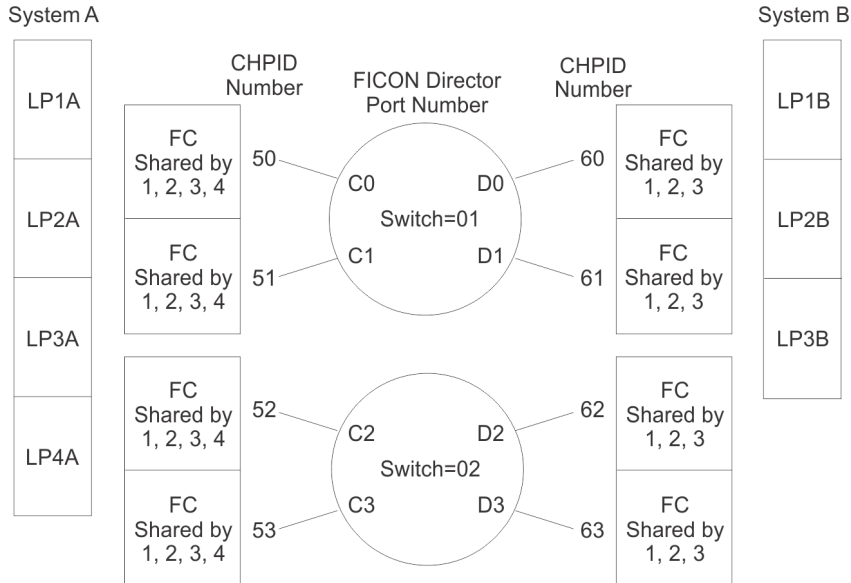 System A
System B
CHPID
Number
FICON Director
Port Number
CHPID
Number
LP1A
LP2A
LP3A
LP4A
FC
Shared by
1, 2, 3, 4
50
FC
Shared by
1, 2, 3, 4
51
C0
D0
Switch=01
C1
D1
60
FC
Shared by
1, 2, 3
61
FC
Shared by
1, 2, 3
FC
Shared by
1, 2, 3, 4
52
FC
Shared by
1, 2, 3, 4
53
C2
D2
Switch=02
C3
D3
62
FC
Shared by
1, 2, 3
63
FC
Shared by
1, 2, 3
LP1B
LP2B
LP3B